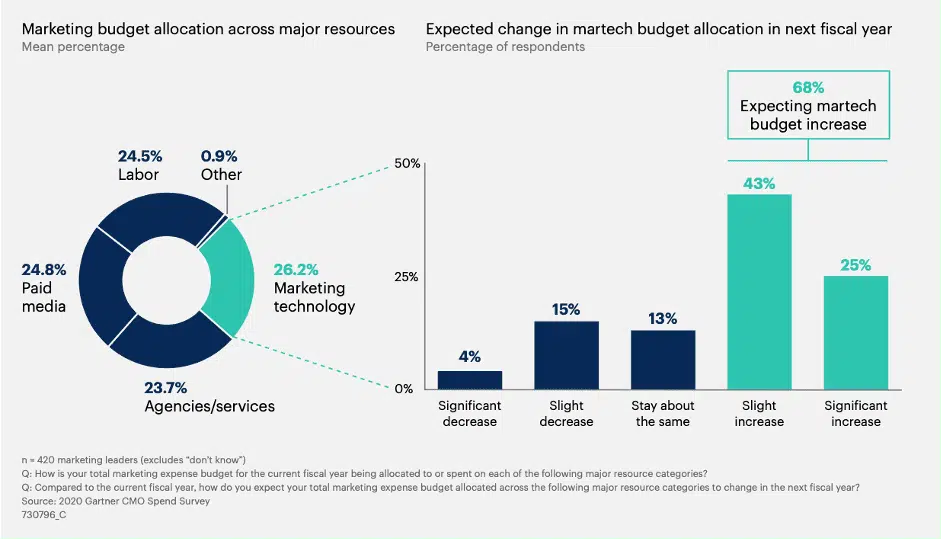 Marketing budget allocation across major resources
Mean percentage
24.5%
Labor
0.9%
Other
24.8%
Paid
media
26.2%
Marketing
technology
23.7%
Agencies/services
Expected change in martech budget allocation in next fiscal year
Percentage of respondents
68%
Expecting martech
budget increase
50%
25%
0%
4%
15%
13%
43%
25%
Significant
decrease
Slight
decrease
Stay about
the same
Slight
increase
Significant
increase
n = 420 marketing leaders (excludes “don’t know”)
Q: How is your total marketing expense budget for the current fiscal year being allocated to or spent on each of the following major resource categories?
Q: Compared to the current fiscal year, how do you expect your total marketing expense budget allocated across the following major resource categories to change in the next fiscal year?
Source: 2020 Gartner CMO Spend Survey
730796_C